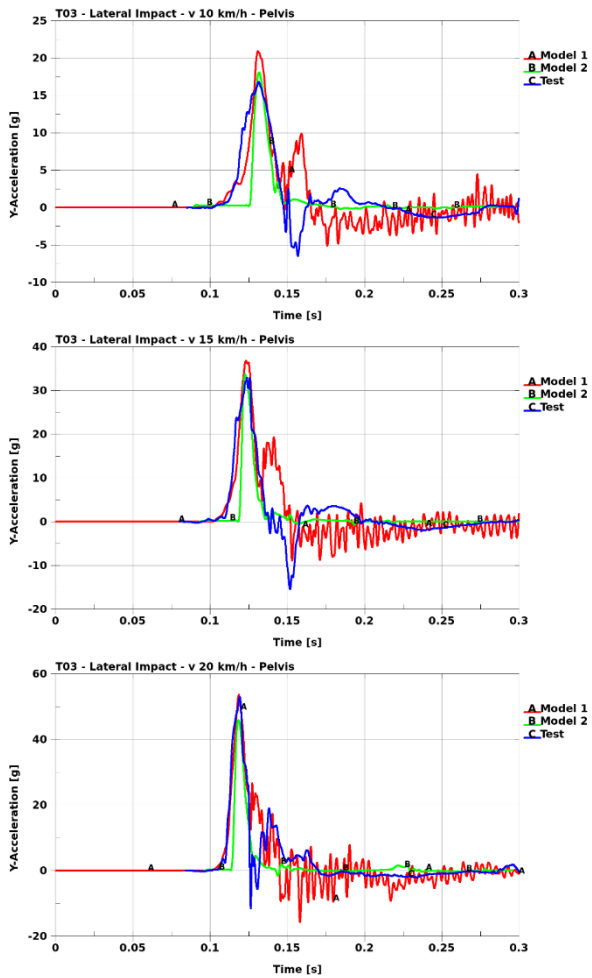 T03 - Lateral Impact - v 10 km/h - Pelvis
25
20
15
10
5
0
-5
-10
Y-Acceleration [g]
A Model 1
B Model 2
C Test
0 0.05 0.1 0.15 0.2 0.25 0.3
Time [s]
T03 - Lateral Impact - v 15 km/h - Pelvis
40
30
20
10
0
-10
-20
Y-Acceleration [g]
A Model 1
B Model 2
C Test
0 0.05 0.1 0.15 0.2 0.25 0.3
Time [s]
T03 - Lateral Impact - v 20 km/h - Pelvis
60
40
20
0
-20
Y-Acceleration [g]
A Model 1
B Model 2
C Test
0 0.05 0.1 0.15 0.2 0.25 0.3
Time [s]